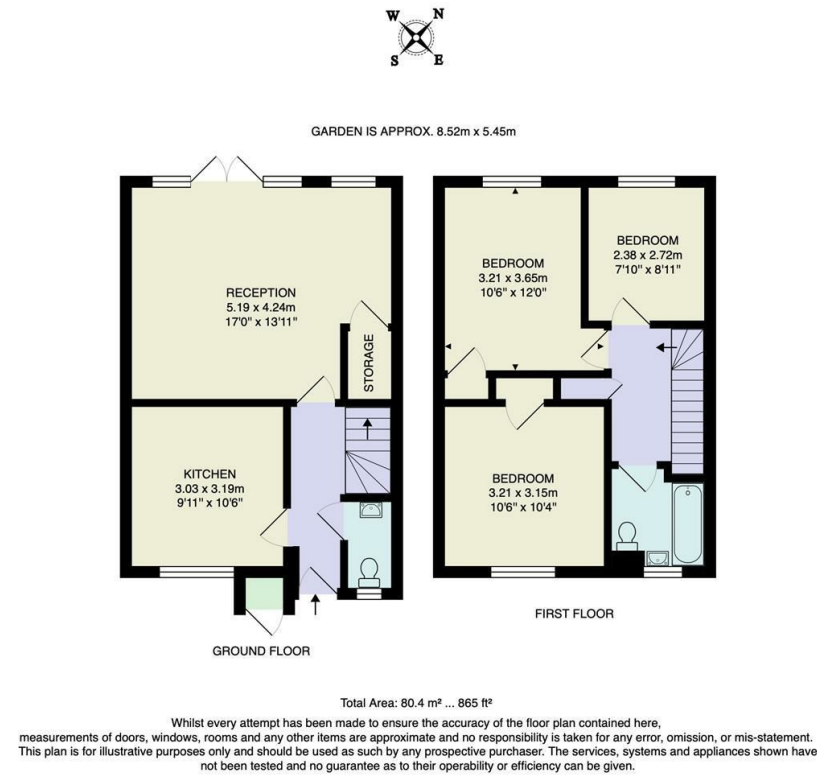 W N
S E
GARDEN IS APPROX. 8.52m x 5.45m
RECEPTION
5.19 x 4.24m
17'0" x 13'11"
STORAGE
KITCHEN
3.03 x 3.19m
9'11" x 10'6"
GROUND FLOOR
BEDROOM
3.21 x 3.65m
10'6" x 12'0"
BEDROOM
2.38 x 2.72m
7'10" x 8'11"
BEDROOM
3.21 x 3.15m
10'6" x 10'4"
FIRST FLOOR
Total Area: 80.4 m² ... 865 ft²
Whilst every attempt has been made to ensure the accuracy of the floor plan contained here,
measurements of doors, windows, rooms and any other items are approximate and no responsibility is taken for any error, omission, or mis-statement.
This plan is for illustrative purposes only and should be used as such by any prospective purchaser. The services, systems and appliances shown have
not been tested and no guarantee as to their operability or efficiency can be given.